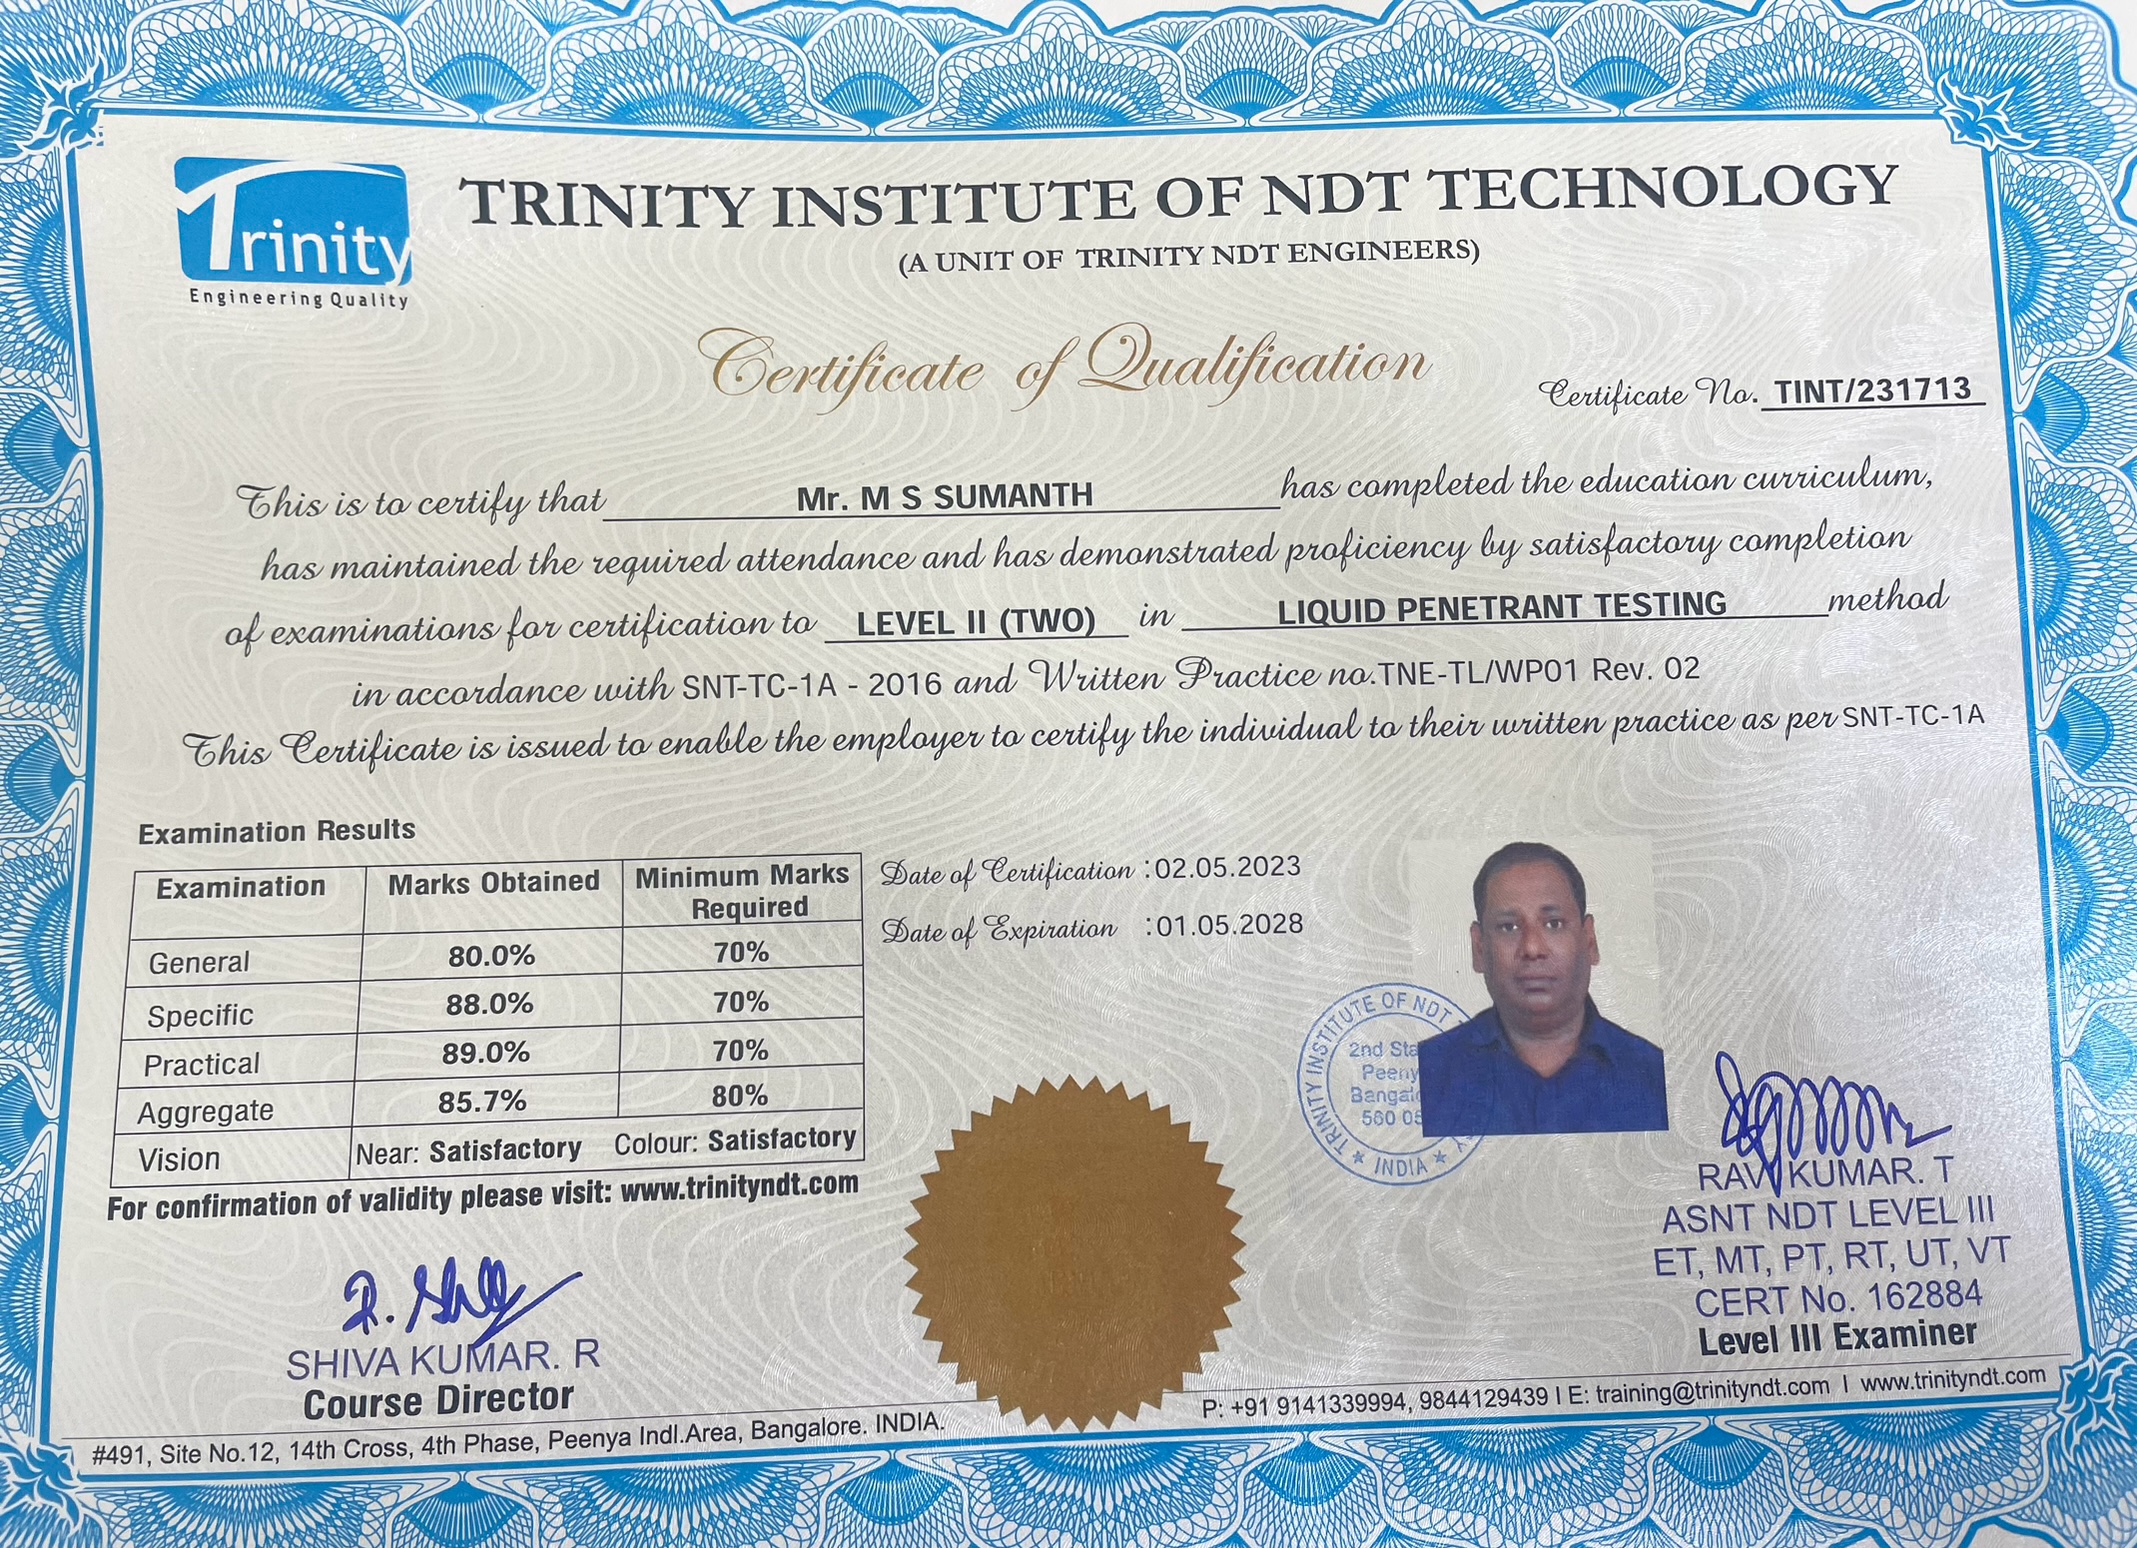 Trinity
Engineering Quality
TRINITY INSTITUTE OF NDT TECHNOLOGY
(A UNIT OF TRINITY NDT ENGINEERS)
Certificate of Qualification
Certificate No. TINT/231713
This is to certify that Mr. M S SUMANTH has completed the education curriculum,
has maintained the required attendance and has demonstrated proficiency by satisfactory completion
of examinations for certification to LEVEL II (TWO) in LIQUID PENETRANT TESTING method
in accordance with SNT-TC-1A - 2016 and Written Practice no.TNE-TL/WP01 Rev. 02
This Certificate is issued to enable the employer to certify the individual to their written practice as per SNT-TC-1A
Examination Results
Examination Marks Obtained Minimum Marks Required
General 80.0% 70%
Specific 88.0% 70%
Practical 89.0% 70%
Aggregate 85.7% 80%
Vision Near: Satisfactory Colour: Satisfactory
For confirmation of validity please visit: www.trinityndt.com
Date of Certification :02.05.2023
Date of Expiration :01.05.2028
TRINITY INSTITUTE OF NDT
2nd Sta
Peeny
Bangalo
560 05
★ INDIA ★
R. Shiv
SHIVA KUMAR. R
Course Director
RAVI KUMAR. T
ASNT NDT LEVEL III
ET, MT, PT, RT, UT, VT
CERT No. 162884
Level III Examiner
#491, Site No.12, 14th Cross, 4th Phase, Peenya Indl.Area, Bangalore. INDIA.
P: +91 9141339994, 9844129439 I E: training@trinityndt.com I www.trinityndt.com